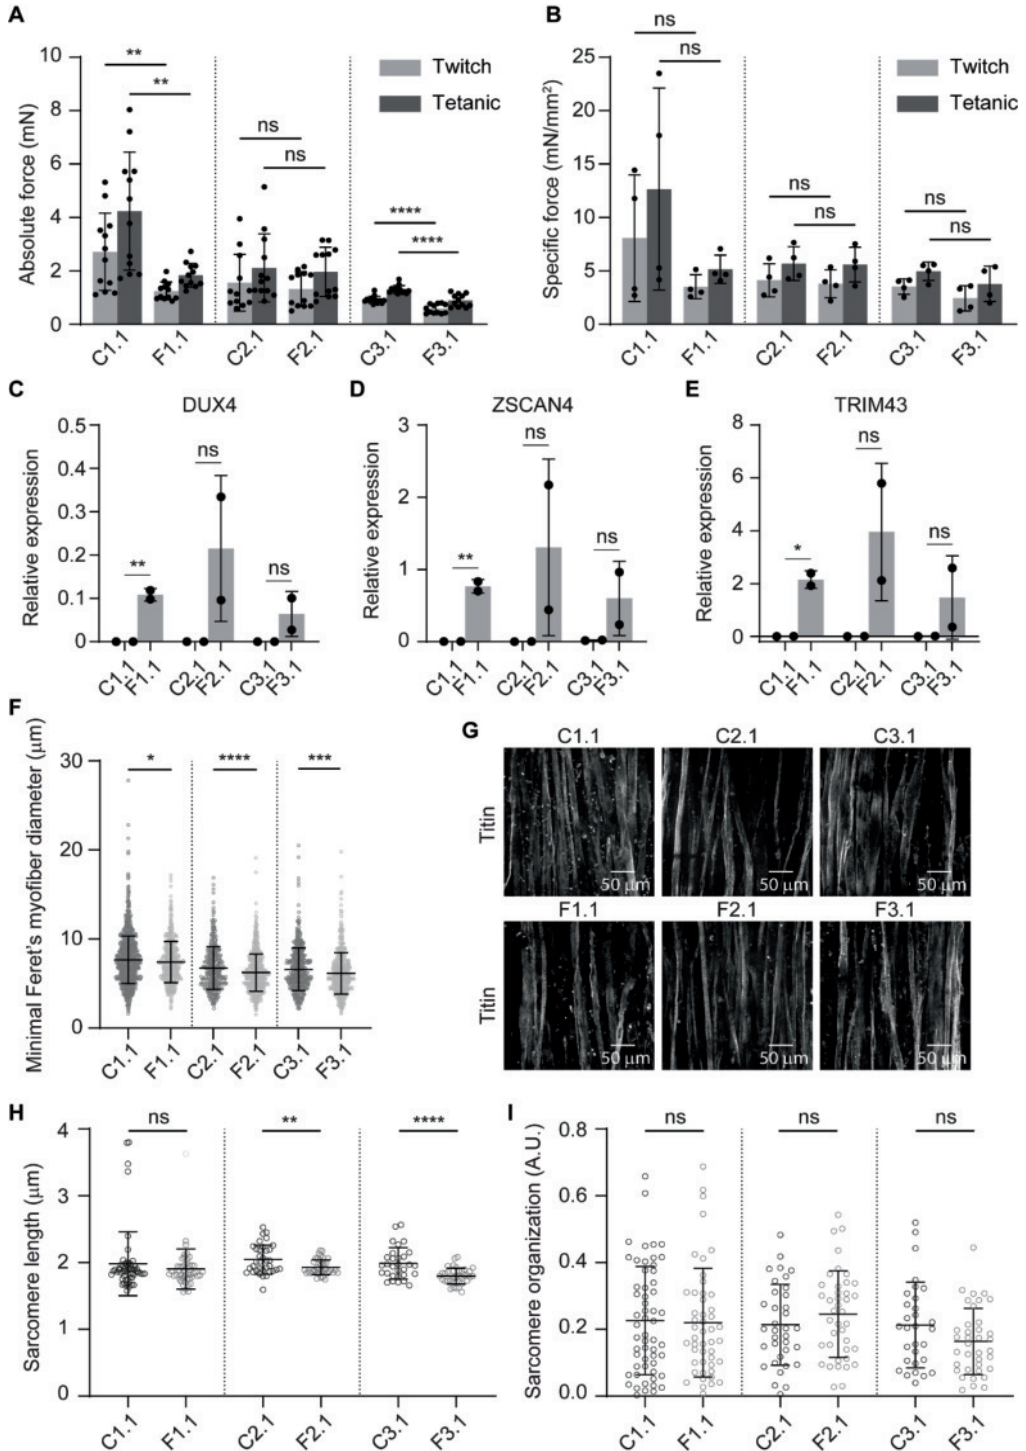 A
10
8
6
4
2
0
Absolute force (mN)
**
**
ns
ns
****
****
Twitch
Tetanic
C1.1
F1.1
C2.1
F2.1
C3.1
F3.1
B
25
20
15
10
5
0
Specific force (mN/mm²)
ns
ns
ns
ns
ns
ns
Twitch
Tetanic
C1.1
F1.1
C2.1
F2.1
C3.1
F3.1
C
DUX4
0.5
0.4
0.3
0.2
0.1
0
Relative expression
**
ns
ns
C1.1
F1.1
C2.1
F2.1
C3.1
F3.1
D
ZSCAN4
3
2
1
0
Relative expression
**
ns
ns
C1.1
F1.1
C2.1
F2.1
C3.1
F3.1
E
TRIM43
8
6
4
2
0
Relative expression
*
ns
ns
C1.1
F1.1
C2.1
F2.1
C3.1
F3.1
F
30
20
10
0
Minimal Feret's myofiber diameter (μm)
*
****
***
C1.1
F1.1
C2.1
F2.1
C3.1
F3.1
G
C1.1
C2.1
C3.1
Titin
50 μm
50 μm
50 μm
F1.1
F2.1
F3.1
Titin
50 μm
50 μm
50 μm
H
4
3
2
1
0
Sarcomere length (μm)
ns
**
****
C1.1
F1.1
C2.1
F2.1
C3.1
F3.1
I
0.8
0.6
0.4
0.2
0.0
Sarcomere organization (A.U.)
ns
ns
ns
C1.1
F1.1
C2.1
F2.1
C3.1
F3.1